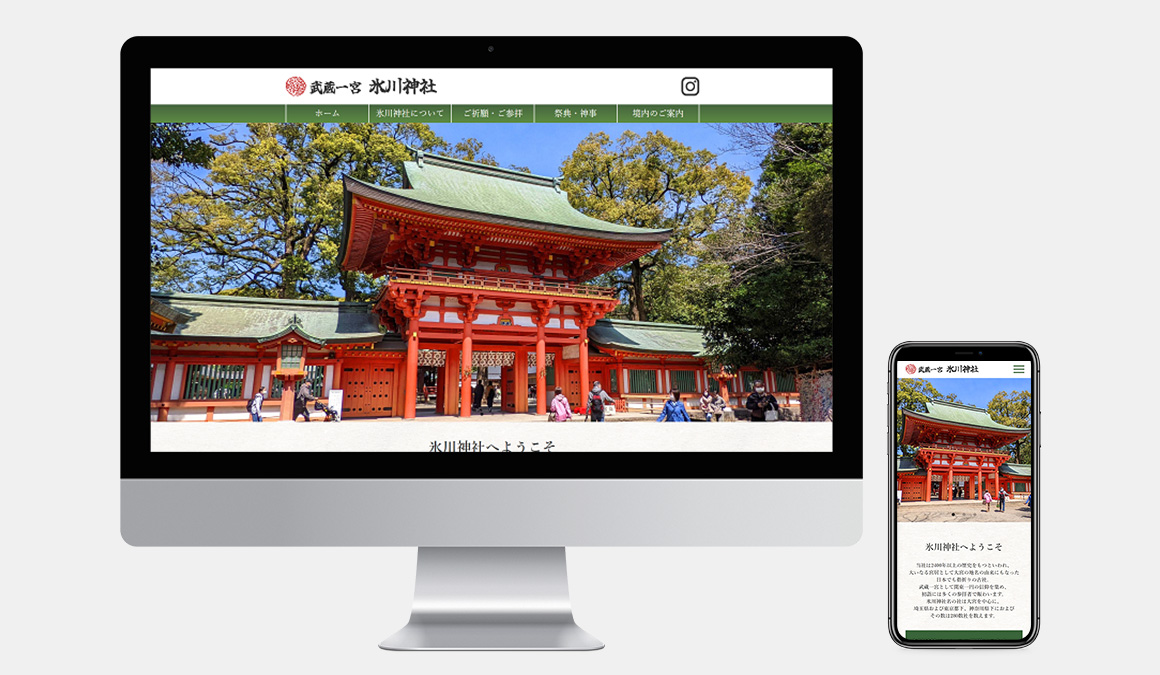 武蔵一宮 氷川神社
ホーム 氷川神社について ご祈願・ご参拝 祭典・神事 境内のご案内
氷川神社へようこそ
武蔵一宮 氷川神社
氷川神社へようこそ
当社は2400年以上の歴史をもつといわれ、
大いなる宮居として大宮の地名の由来にもなった
日本でも指折りの古社。
武蔵一宮として関東一円の信仰を集め、
初詣には多くの参拝者で賑わいます。
氷川神社名の社は大宮を中心に、
埼玉県および東京都下、神奈川県下におよび
その数は280数社を数えます。